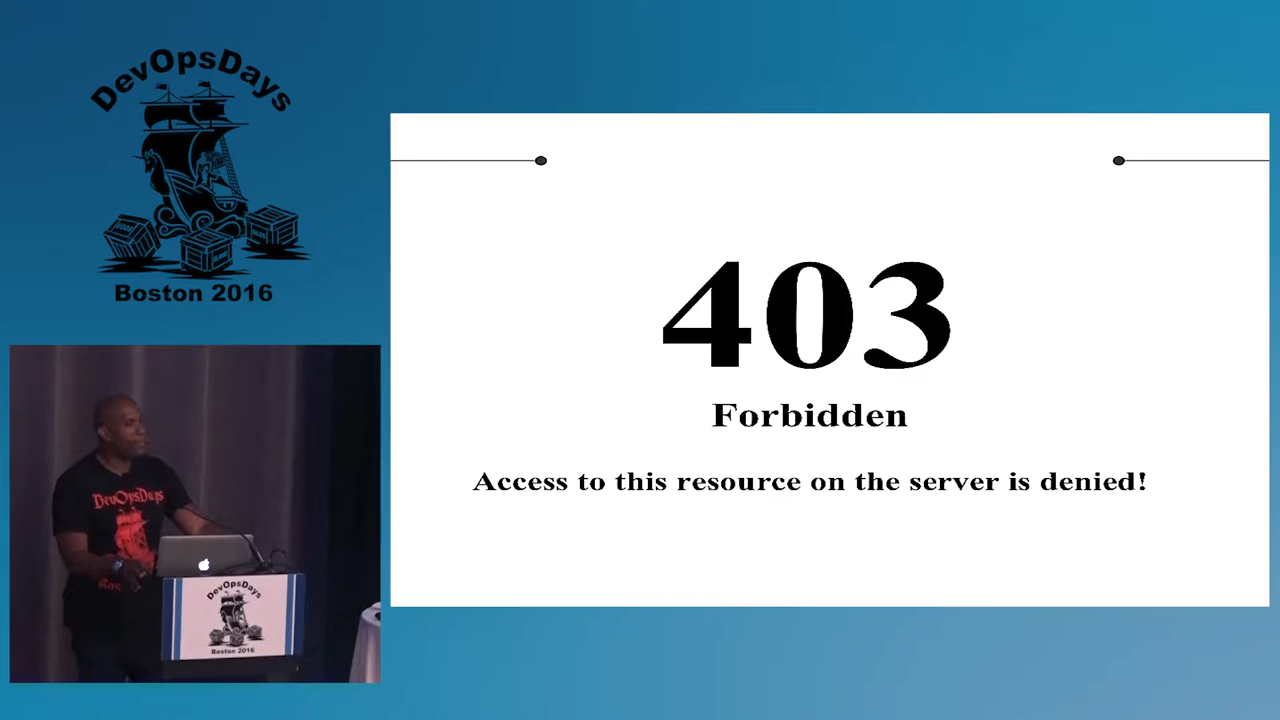 DevOpsDays
Boston 2016
403
Forbidden
Access to this resource on the server is denied!
DevOpsDays
DevOpsDays
Boston 2016